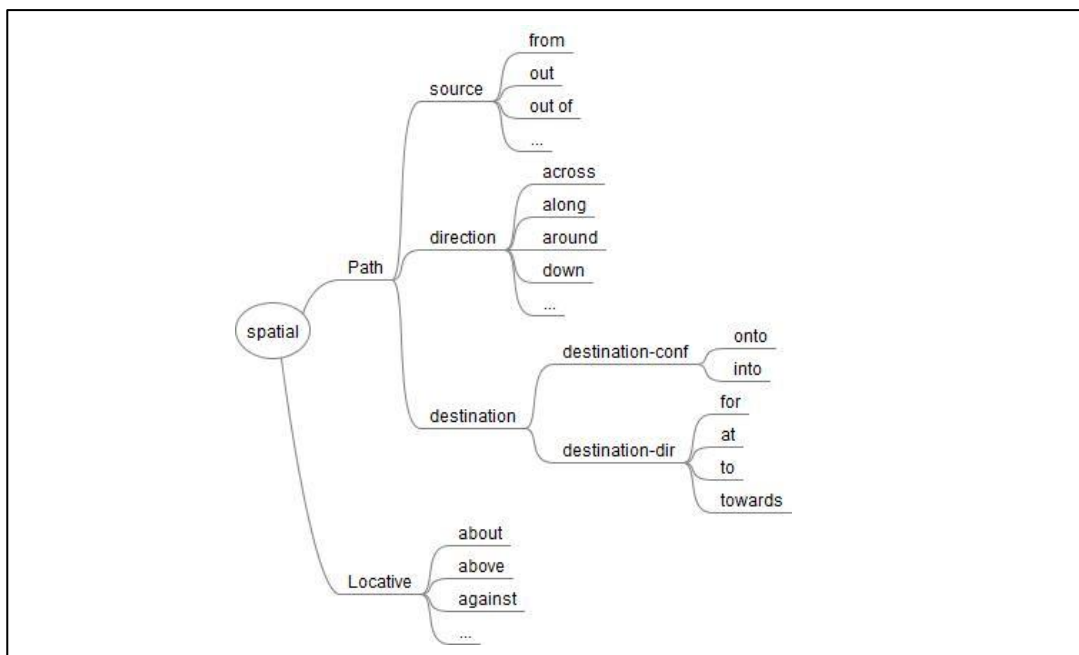 from
out
source
out of
...
across
along
direction
around
Path
down
...
spatial
onto
destination-conf
into
for
destination
at
destination-dir
to
towards
about
above
Locative
against
...